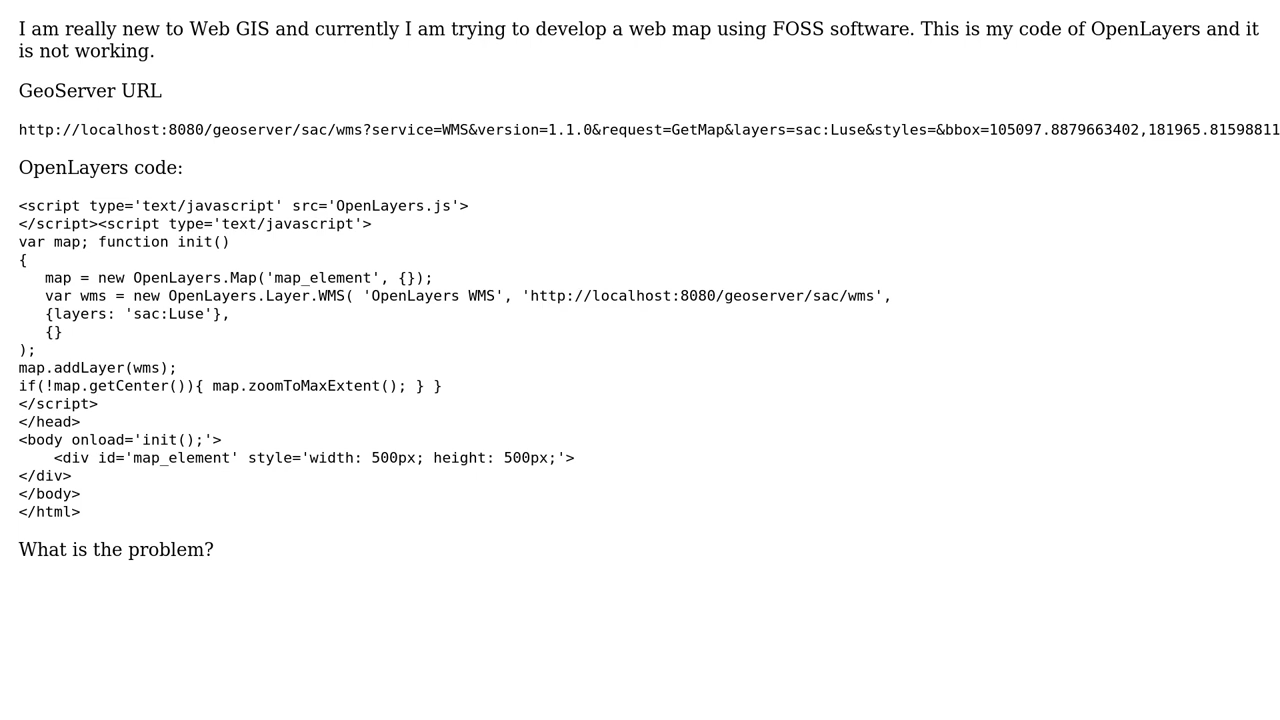 I am really new to Web GIS and currently I am trying to develop a web map using FOSS software. This is my code of OpenLayers and it
is not working.
GeoServer URL
http://localhost:8080/geoserver/sac/wms?service=WMS&version=1.1.0&request=GetMap&layers=sac:Luse&styles=&bbox=105097.8879663402,181965.81598811
OpenLayers code:
<script type='text/javascript' src='OpenLayers.js'>
</script><script type='text/javascript'>
var map; function init()
{
   map = new OpenLayers.Map('map_element', {});
   var wms = new OpenLayers.Layer.WMS( 'OpenLayers WMS', 'http://localhost:8080/geoserver/sac/wms',
   {layers: 'sac:Luse'},
   {}
);
map.addLayer(wms);
if(!map.getCenter()){ map.zoomToMaxExtent(); } }
</script>
</head>
<body onload='init();'>
    <div id='map_element' style='width: 500px; height: 500px;'>
</div>
</body>
</html>
What is the problem?